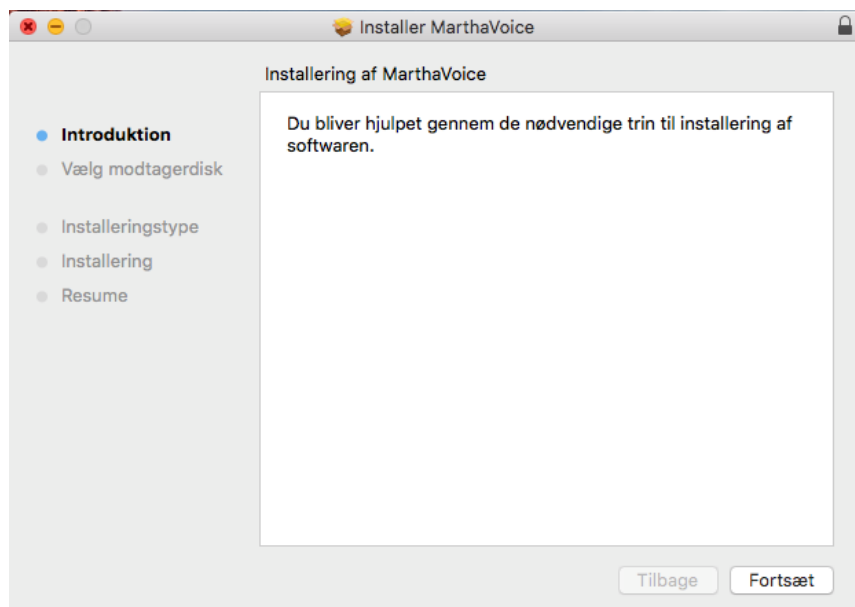 Installer MarthaVoice
Installering af MarthaVoice
Introduktion
Vælg modtagerdisk
Installeringstype
Installering
Resume
Du bliver hjulpet gennem de nødvendige trin til installering af
softwaren.
Tilbage
Fortsæt